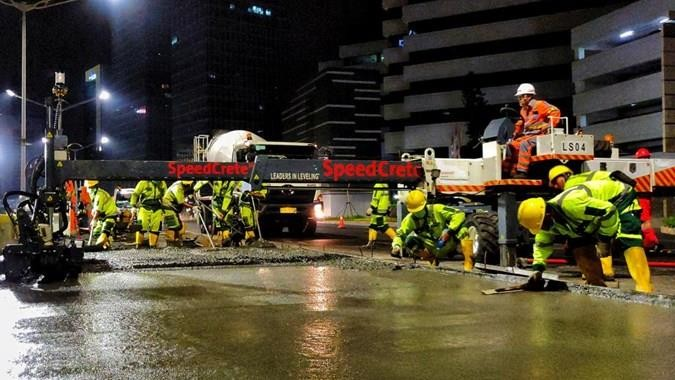 LS04
SpeedCrete
LEADERS IN LEVELING
SpeedCrete